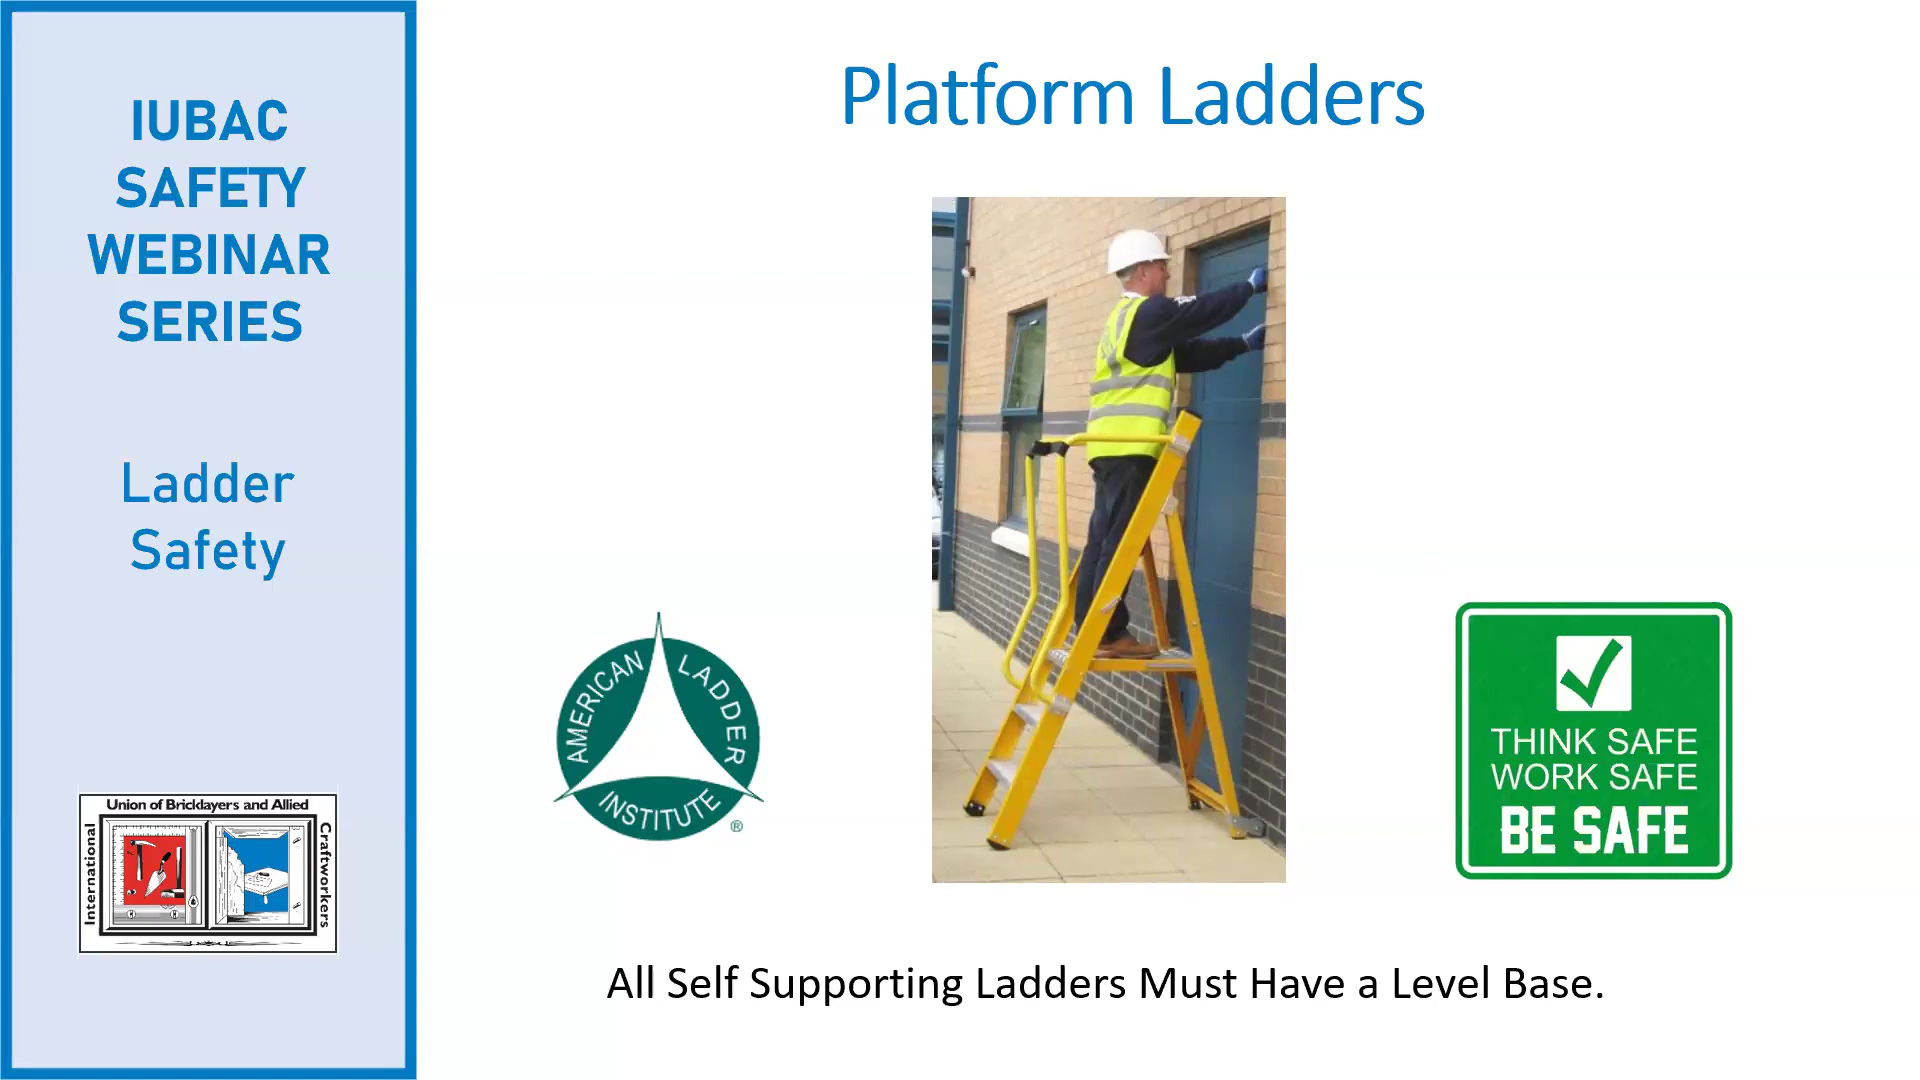 IUBAC
SAFETY
WEBINAR
SERIES
Ladder
Safety
International
Union of Bricklayers and Allied
Craftworkers
Platform Ladders
AMERICAN
LADDER
INSTITUTE
®
THINK SAFE
WORK SAFE
BE SAFE
All Self Supporting Ladders Must Have a Level Base.